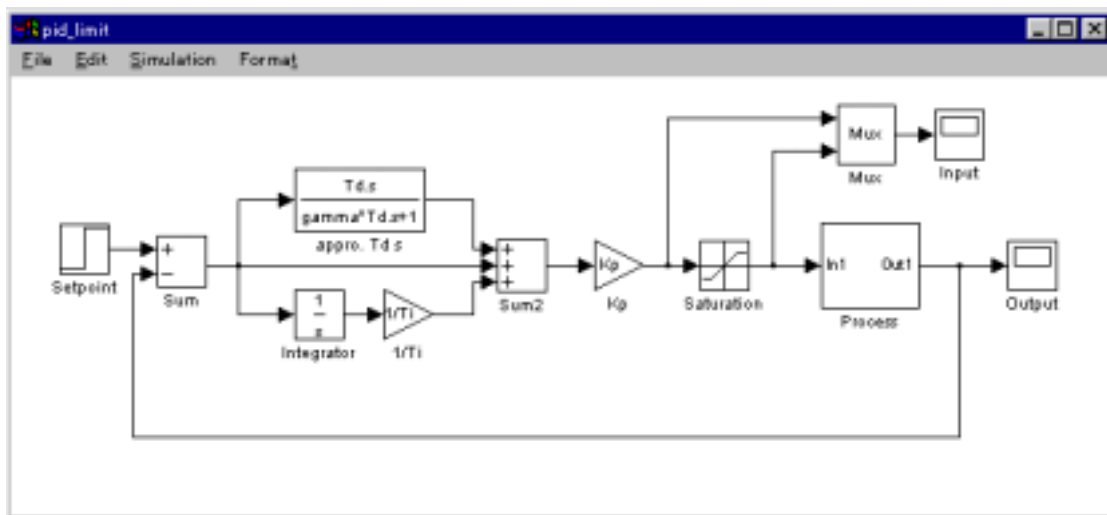 pid_limit
File Edit Simulation Format
Mux
Mux
Input
Td.s
gamma*Td.s+1
appro. Td s
Setpoint
+
−
Sum
+
+
+
Sum2
Kp
Kp
Saturation
In1 Out1
Process
Output
1
s
Integrator
1/Ti
1/Ti